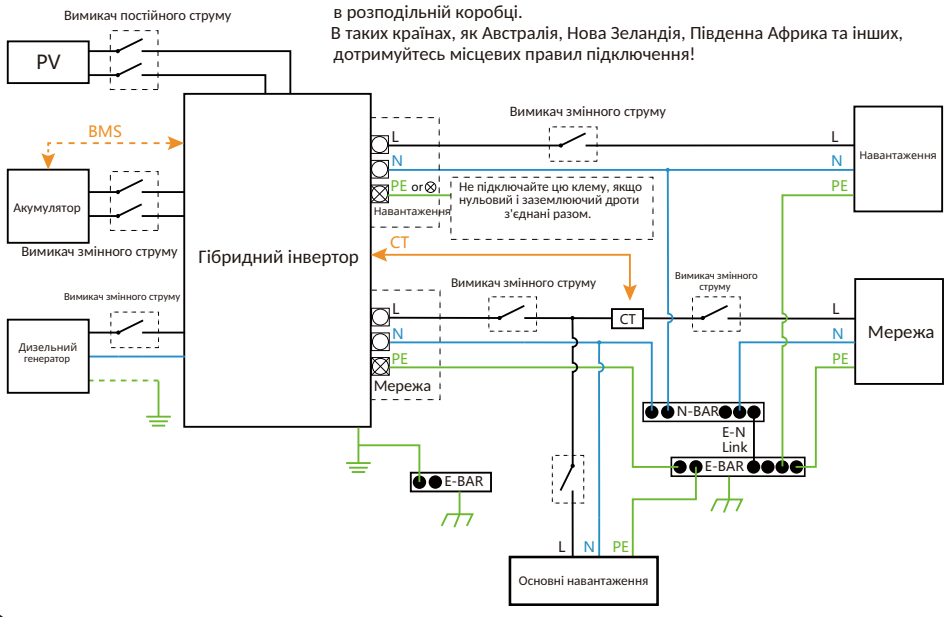 в розподільній коробці.
В таких країнах, як Австралія, Нова Зеландія, Південна Африка та інших,
дотримуйтесь місцевих правил підключення!
Вимикач постійного струму
PV
BMS
Акумулятор
Вимикач змінного струму
Вимикач змінного струму
Дизельний
генератор
Гібридний інвертор
L
N
PE or
Навантаження
Не підключайте цю клему, якщо
нульовий і заземлюючий дроти
з'єднані разом.
Вимикач змінного струму
L
N
PE
Навантаження
CT
Вимикач змінного струму
CT
Вимикач змінного
струму
L
N
PE
Мережа
L
N
PE
Мережа
N-BAR
E-N
Link
E-BAR
E-BAR
L
N
PE
Основні навантаження